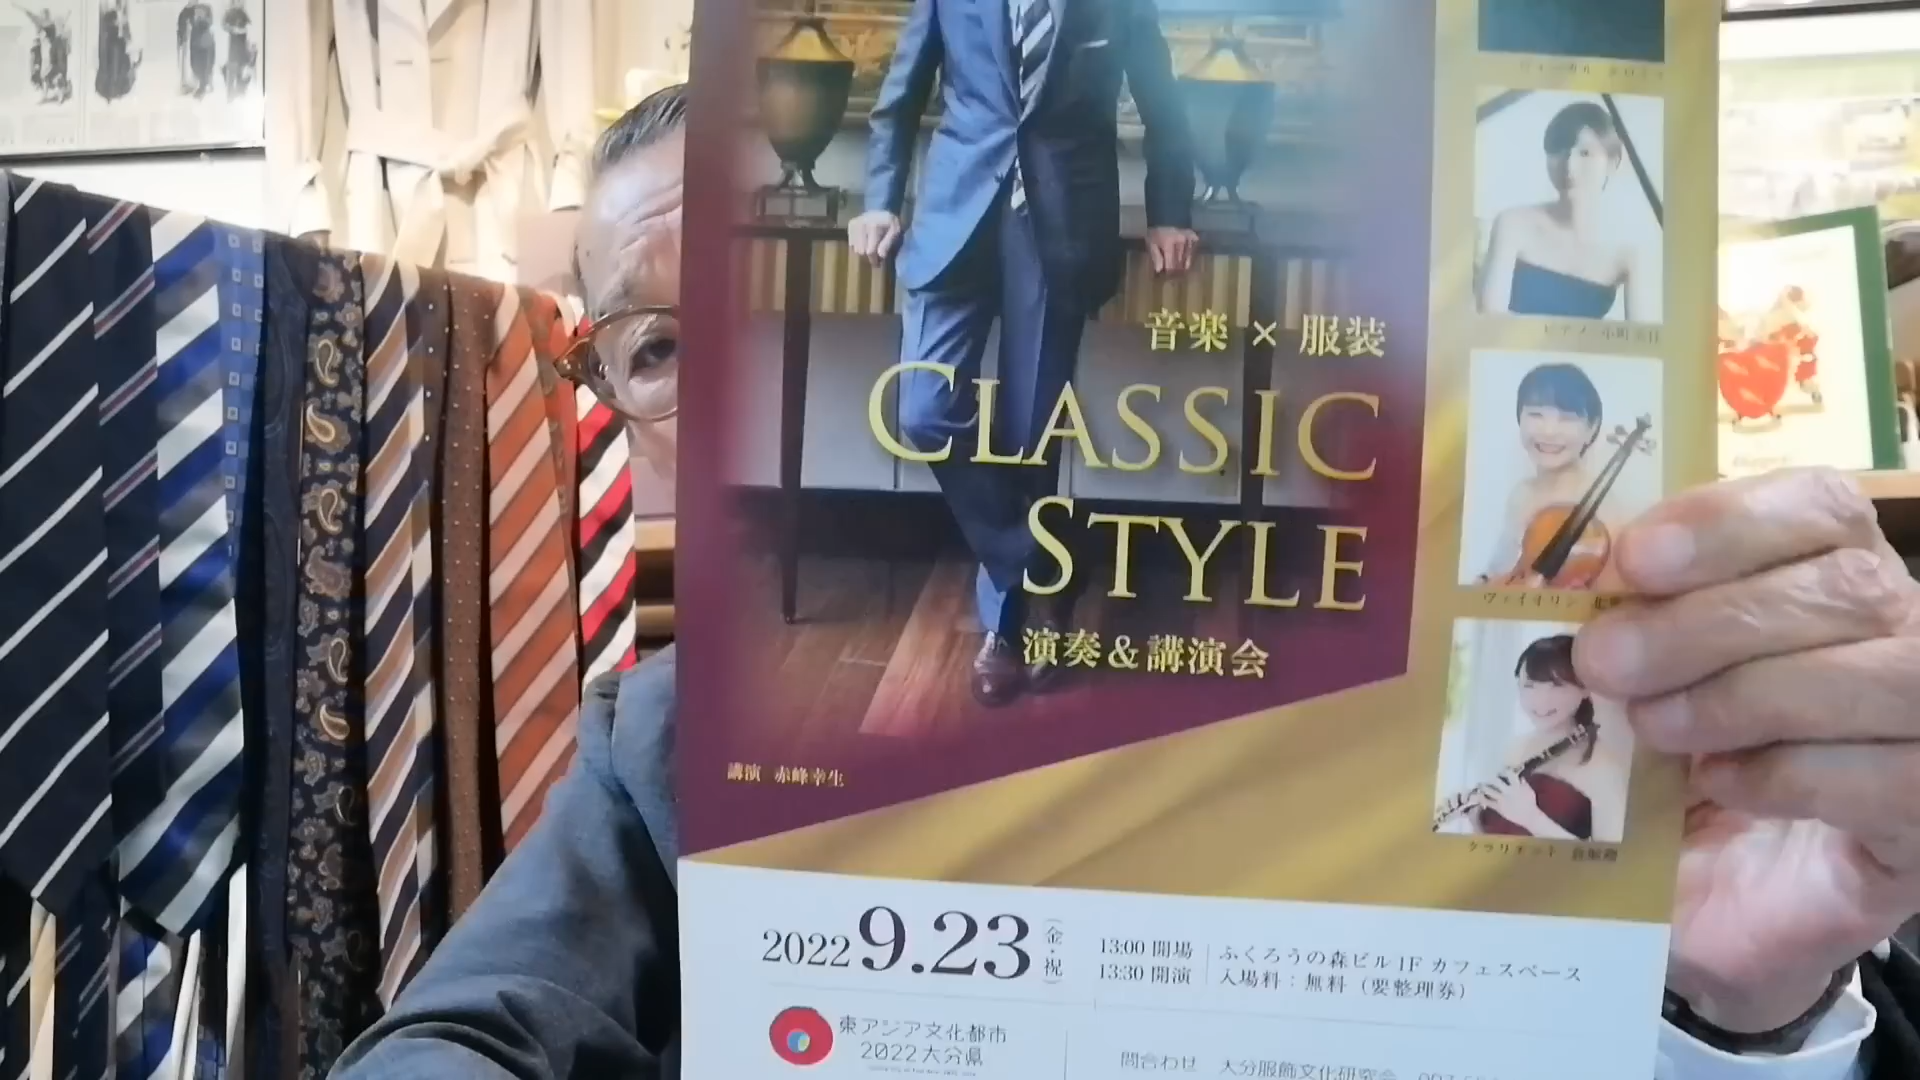 音楽 × 服装
CLASSIC
STYLE
演奏&講演会
講演 赤峰幸生
ヴァイオリン
クラリネット
2022 9.23 (金・祝)
13:00 開場
13:30 開演
ふくろうの森ビル1F カフェスペース
入場料:無料(要整理券)
東アジア文化都市
2022大分県
問合わせ 大分服飾文化研究会